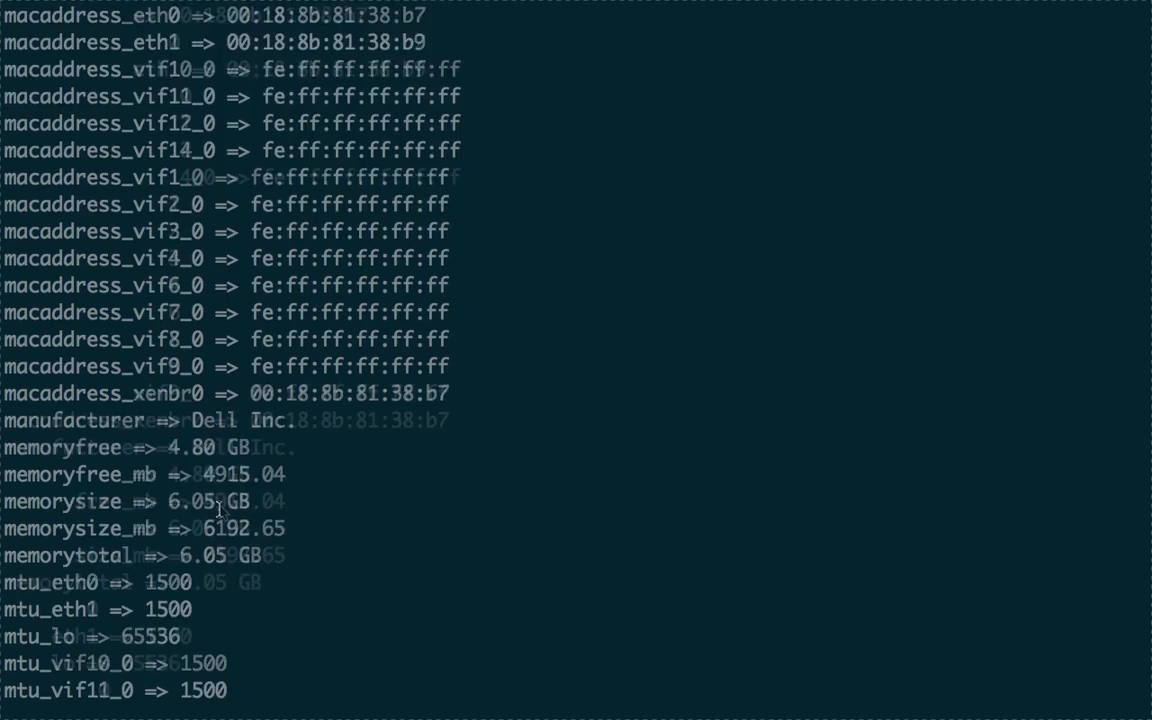 macaddress_eth0 => 00:18:8b:81:38:b7
macaddress_eth1 => 00:18:8b:81:38:b9
macaddress_vif10_0 => fe:ff:ff:ff:ff:ff
macaddress_vif11_0 => fe:ff:ff:ff:ff:ff
macaddress_vif12_0 => fe:ff:ff:ff:ff:ff
macaddress_vif14_0 => fe:ff:ff:ff:ff:ff
macaddress_vif1_0 => fe:ff:ff:ff:ff:ff
macaddress_vif2_0 => fe:ff:ff:ff:ff:ff
macaddress_vif3_0 => fe:ff:ff:ff:ff:ff
macaddress_vif4_0 => fe:ff:ff:ff:ff:ff
macaddress_vif6_0 => fe:ff:ff:ff:ff:ff
macaddress_vif7_0 => fe:ff:ff:ff:ff:ff
macaddress_vif8_0 => fe:ff:ff:ff:ff:ff
macaddress_vif9_0 => fe:ff:ff:ff:ff:ff
macaddress_xenbr0 => 00:18:8b:81:38:b7
manufacturer => Dell Inc.
memoryfree => 4.80 GB
memoryfree_mb => 4915.04
memorysize => 6.05 GB
memorysize_mb => 6192.65
memorytotal => 6.05 GB
mtu_eth0 => 1500
mtu_eth1 => 1500
mtu_lo => 65536
mtu_vif10_0 => 1500
mtu_vif11_0 => 1500